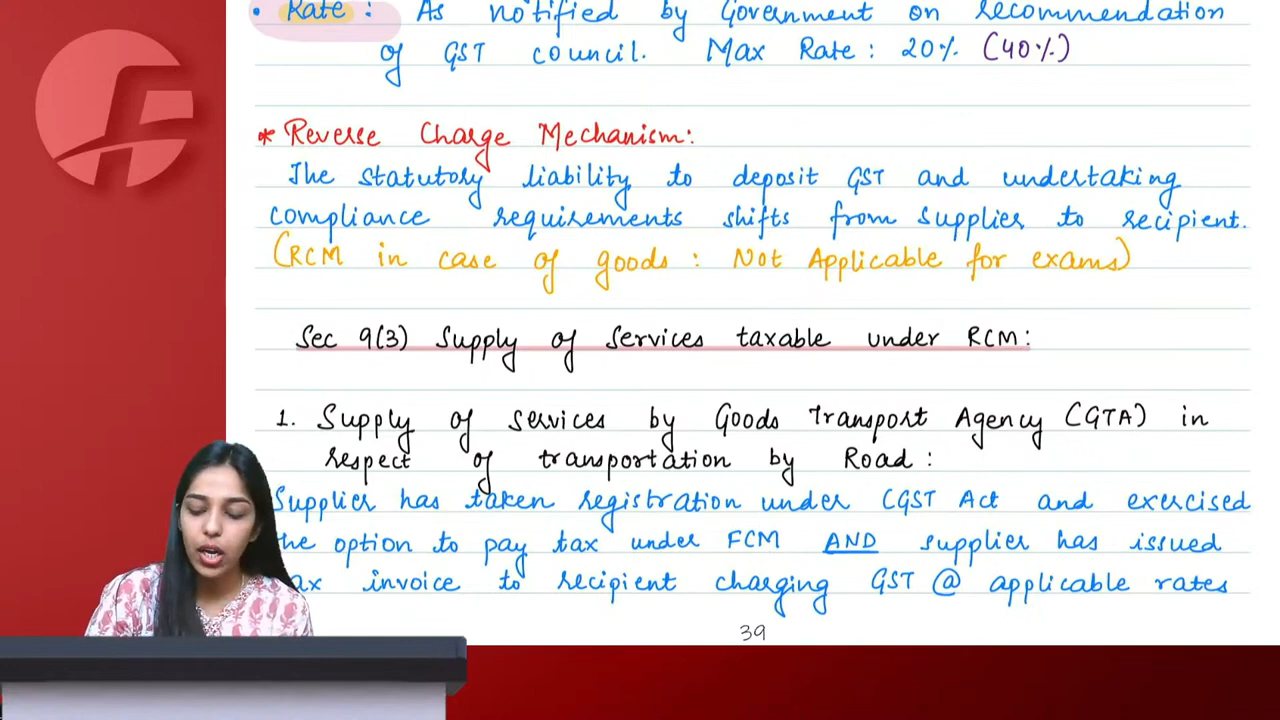 • Rate : As notified by Government on recommendation
of GST council. Max Rate : 20% (40%)
* Reverse Charge Mechanism:
The statutory liability to deposit GST and undertaking
compliance requirements shifts from supplier to recipient.
(RCM in case of goods : Not Applicable for exams)
Sec 9(3) Supply of Services taxable under RCM:
1. Supply of services by Goods Transport Agency (GTA) in
respect of transportation by Road :
Supplier has taken registration under CGST Act and exercised
the option to pay tax under FCM AND supplier has issued
tax invoice to recipient charging GST @ applicable rates
39